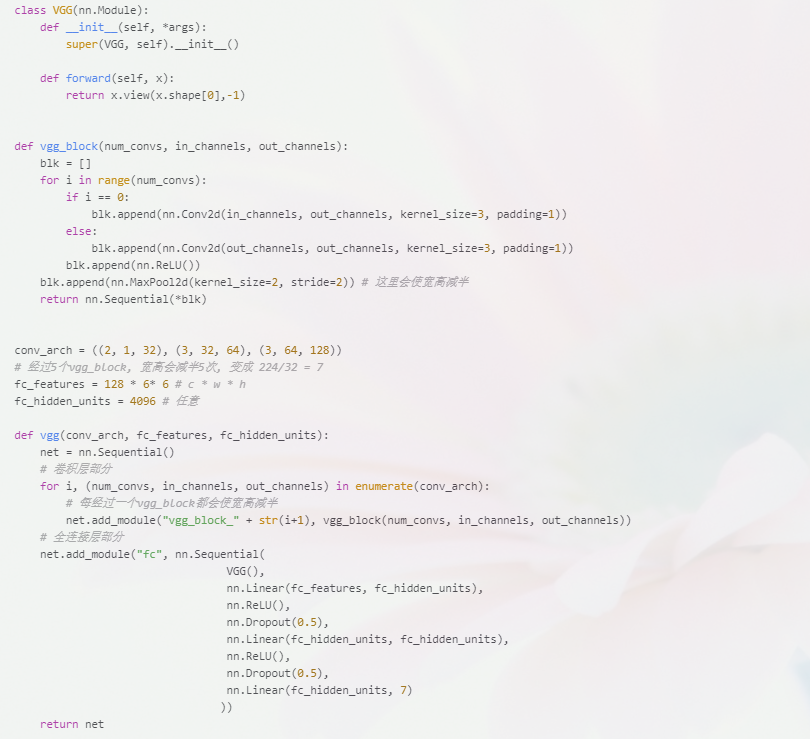 class VGG(nn.Module):
    def __init__(self, *args):
        super(VGG, self).__init__()

    def forward(self, x):
        return x.view(x.shape[0],-1)


def vgg_block(num_convs, in_channels, out_channels):
    blk = []
    for i in range(num_convs):
        if i == 0:
            blk.append(nn.Conv2d(in_channels, out_channels, kernel_size=3, padding=1))
        else:
            blk.append(nn.Conv2d(out_channels, out_channels, kernel_size=3, padding=1))
        blk.append(nn.ReLU())
    blk.append(nn.MaxPool2d(kernel_size=2, stride=2)) # 这里会使宽高减半
    return nn.Sequential(*blk)


conv_arch = ((2, 1, 32), (3, 32, 64), (3, 64, 128))
# 经过5个vgg_block, 宽高会减半5次, 变成 224/32 = 7
fc_features = 128 * 6* 6 # c * w * h
fc_hidden_units = 4096 # 任意

def vgg(conv_arch, fc_features, fc_hidden_units):
    net = nn.Sequential()
    # 卷积层部分
    for i, (num_convs, in_channels, out_channels) in enumerate(conv_arch):
        # 每经过一个vgg_block都会使宽高减半
        net.add_module("vgg_block_" + str(i+1), vgg_block(num_convs, in_channels, out_channels))
    # 全连接层部分
    net.add_module("fc", nn.Sequential(
                                 VGG(),
                                 nn.Linear(fc_features, fc_hidden_units),
                                 nn.ReLU(),
                                 nn.Dropout(0.5),
                                 nn.Linear(fc_hidden_units, fc_hidden_units),
                                 nn.ReLU(),
                                 nn.Dropout(0.5),
                                 nn.Linear(fc_hidden_units, 7)
                                ))
    return net